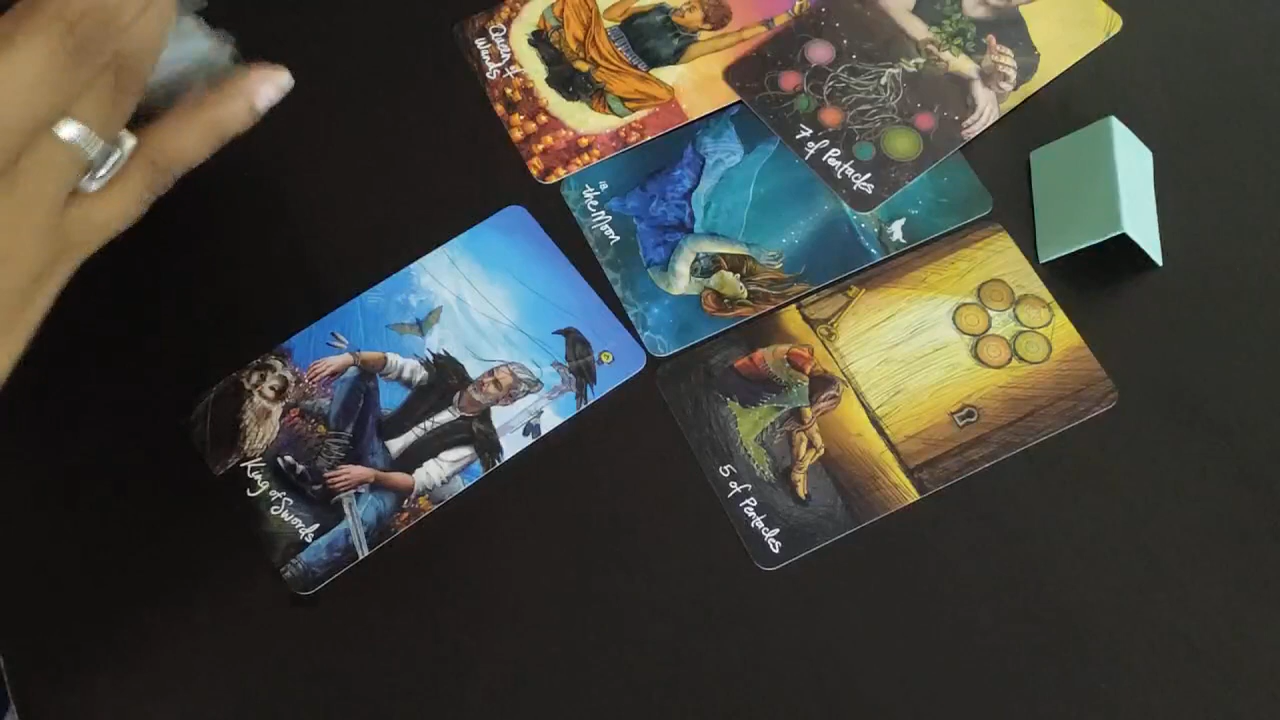 Queen of
Wands
7 of Pentacles
18
the Moon
King of Swords
5 of Pentacles